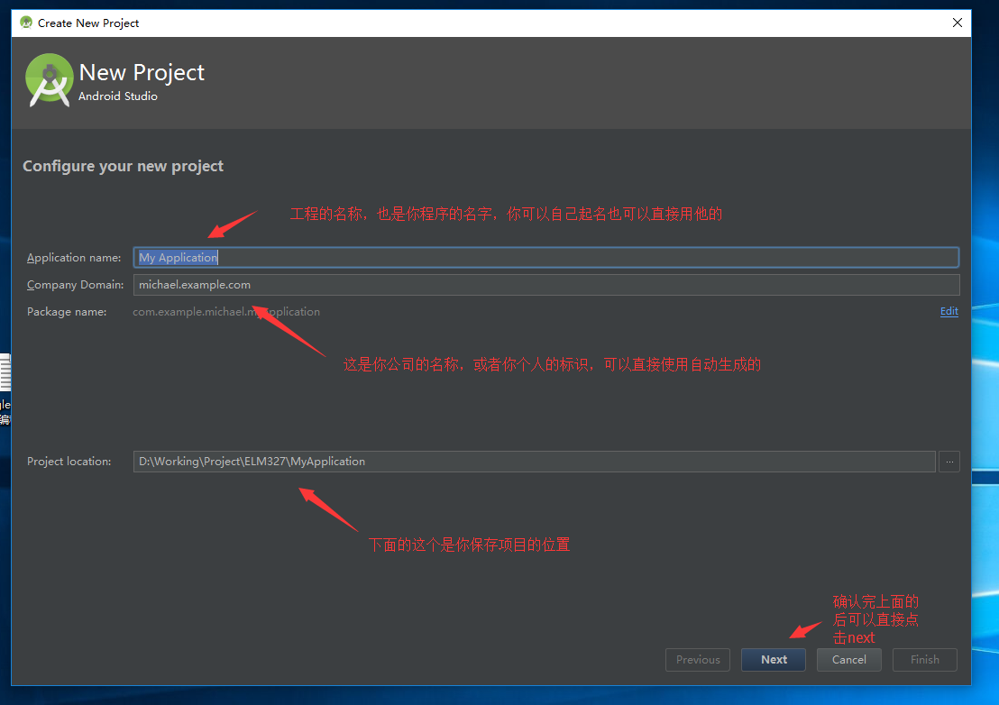 Create New Project
New Project
Android Studio
Configure your new project
工程的名称，也是你程序的名字，你可以自己起名也可以直接用他的
Application name: My Application
Company Domain: michael.example.com
Package name: com.example.michael.myapplication Edit
这是你公司的名称，或者你个人的标识，可以直接使用自动生成的
gle
编
Project location: D:\Working\Project\ELM327\MyApplication ...
下面的这个是你保存项目的位置
确认完上面的
后可以直接点
击next
Previous Next Cancel Finish